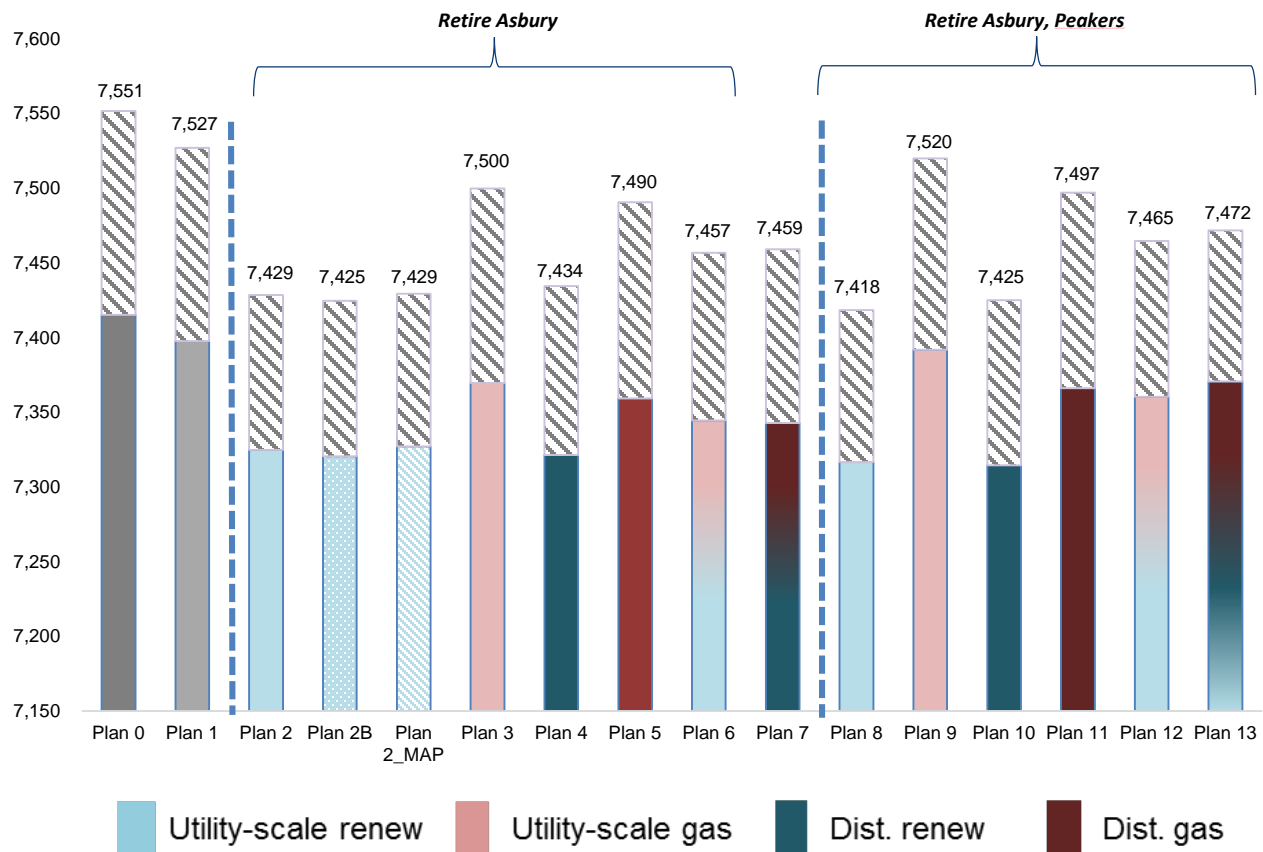 Retire Asbury
Retire Asbury, Peakers
7,600
7,550
7,500
7,450
7,400
7,350
7,300
7,250
7,200
7,150
7,551
7,527
7,429
7,425
7,429
7,500
7,434
7,490
7,457
7,459
7,418
7,520
7,425
7,497
7,465
7,472
Plan 0
Plan 1
Plan 2
Plan 2B
Plan
2_MAP
Plan 3
Plan 4
Plan 5
Plan 6
Plan 7
Plan 8
Plan 9
Plan 10
Plan 11
Plan 12
Plan 13
Utility-scale renew
Utility-scale gas
Dist. renew
Dist. gas